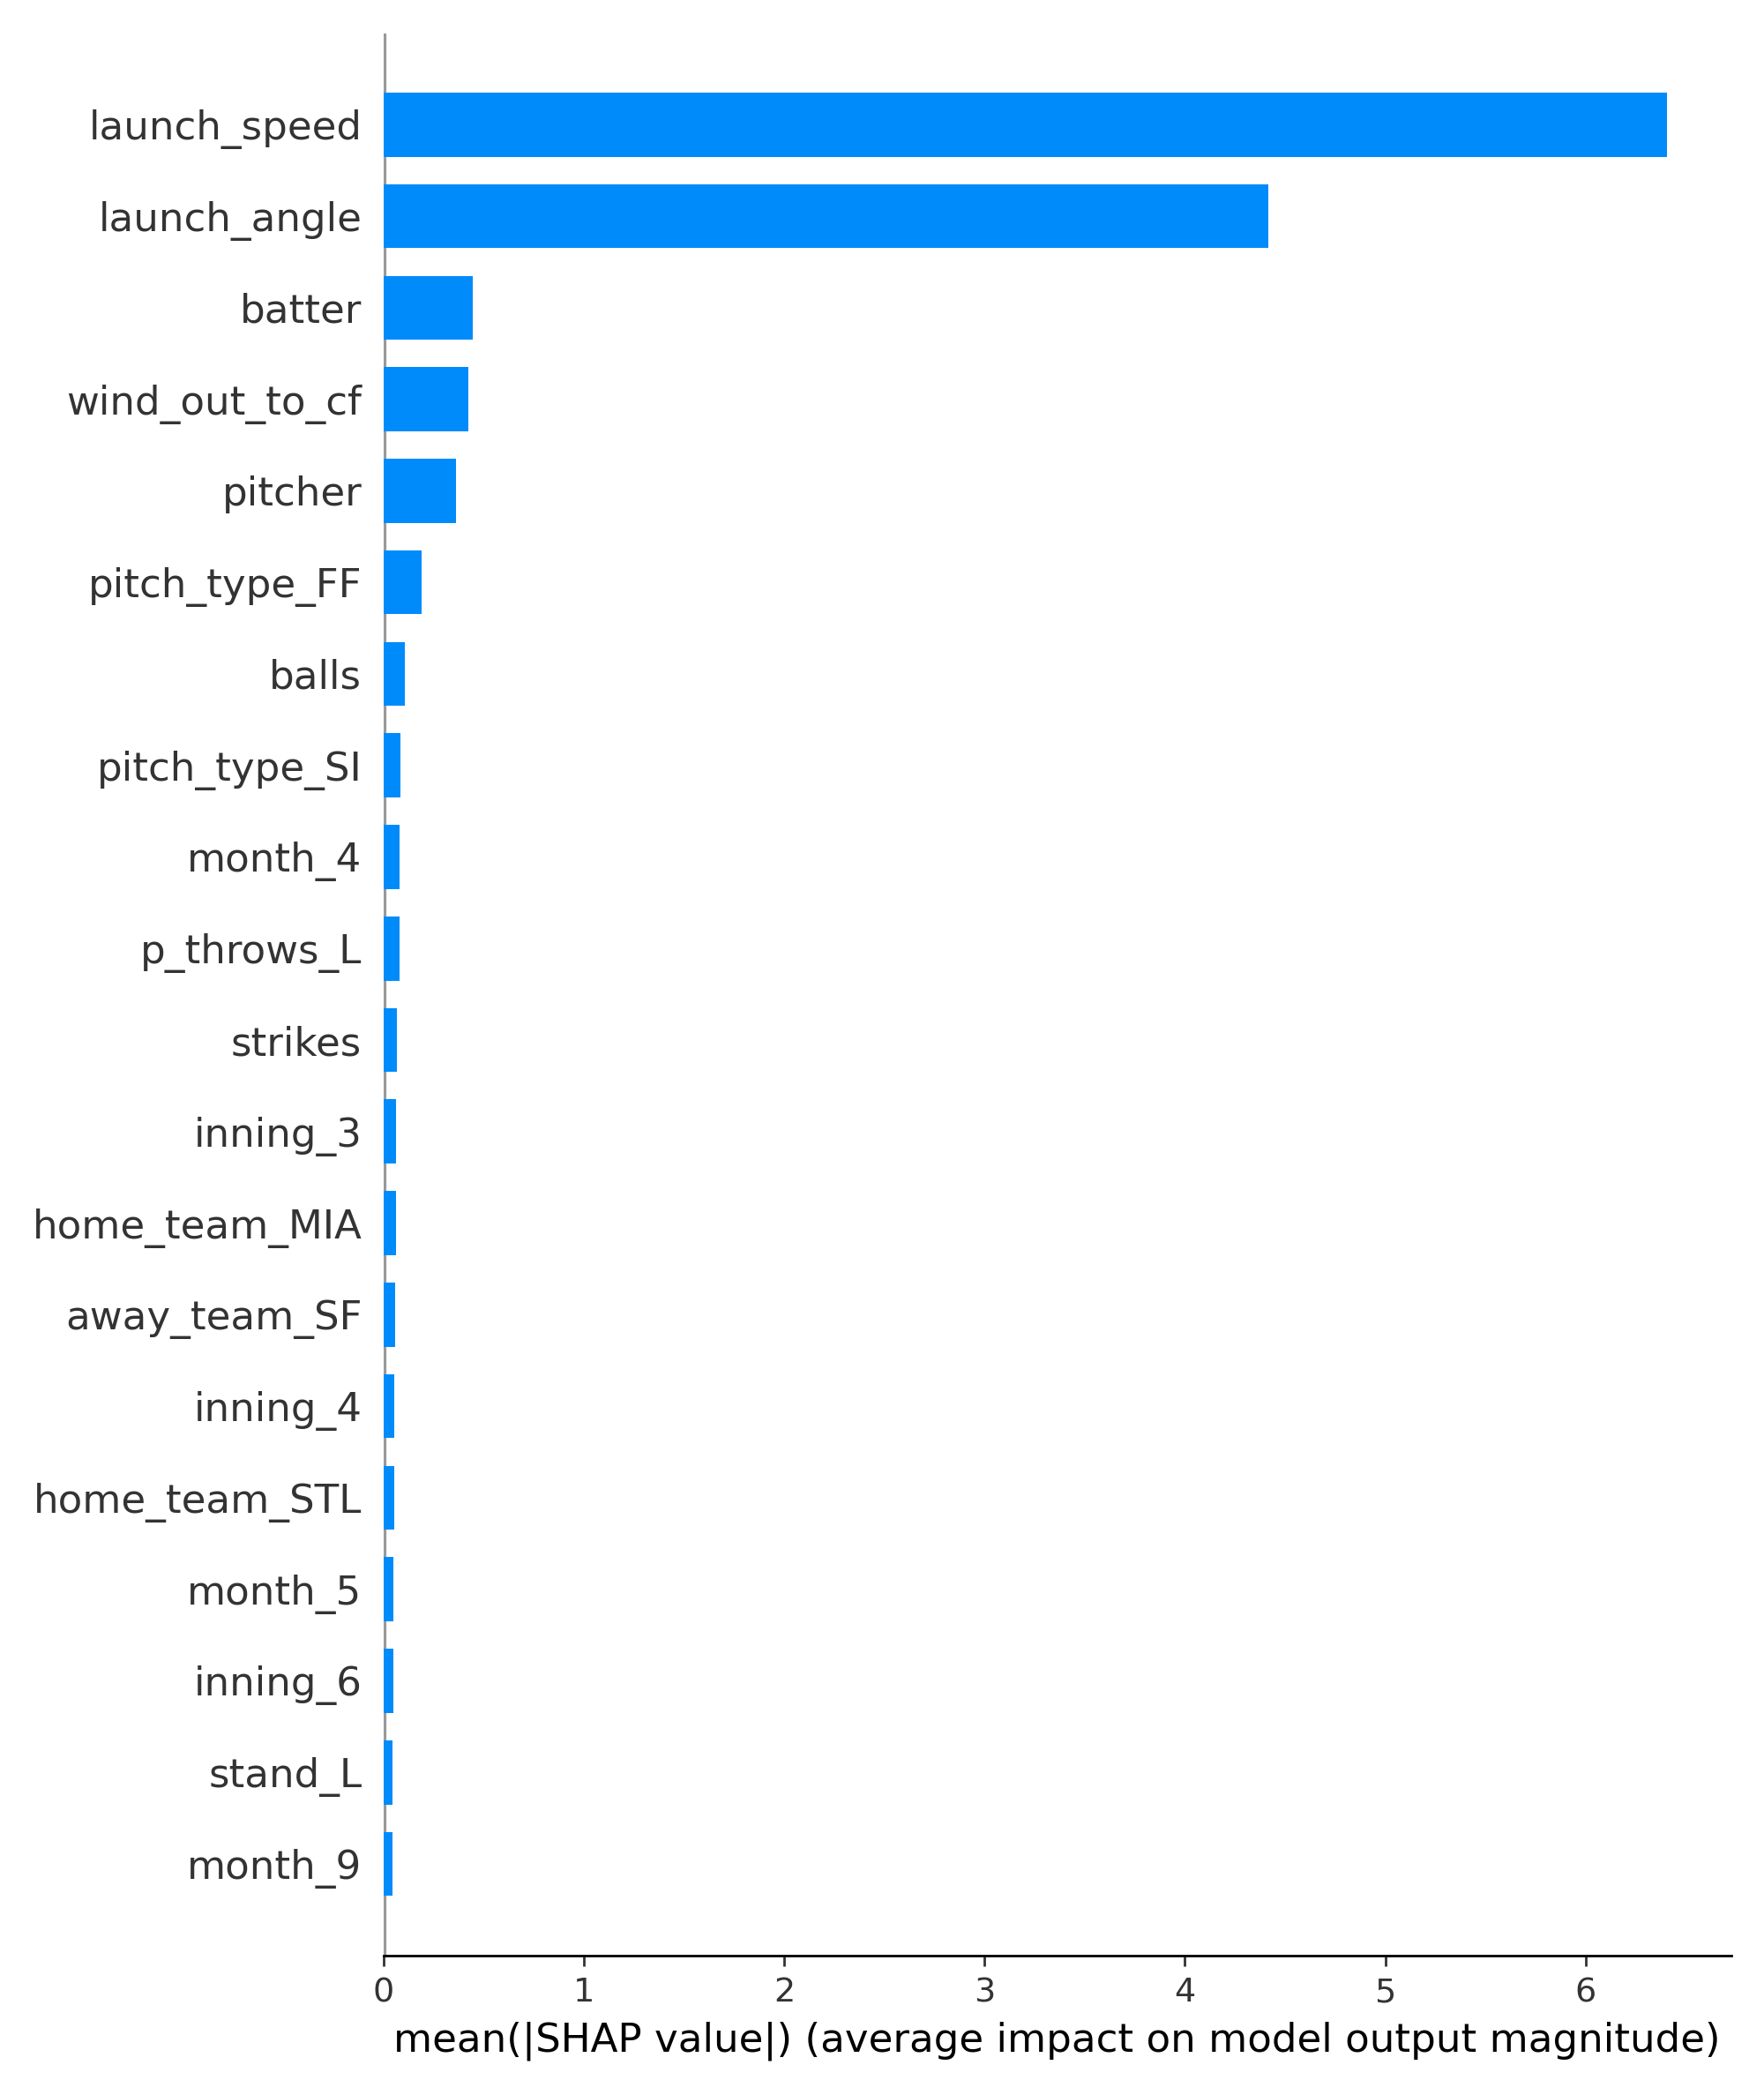 launch_speed
launch_angle
batter
wind_out_to_cf
pitcher
pitch_type_FF
balls
pitch_type_SI
month_4
p_throws_L
strikes
inning_3
home_team_MIA
away_team_SF
inning_4
home_team_STL
month_5
inning_6
stand_L
month_9
0 1 2 3 4 5 6
mean(|SHAP value|) (average impact on model output magnitude)